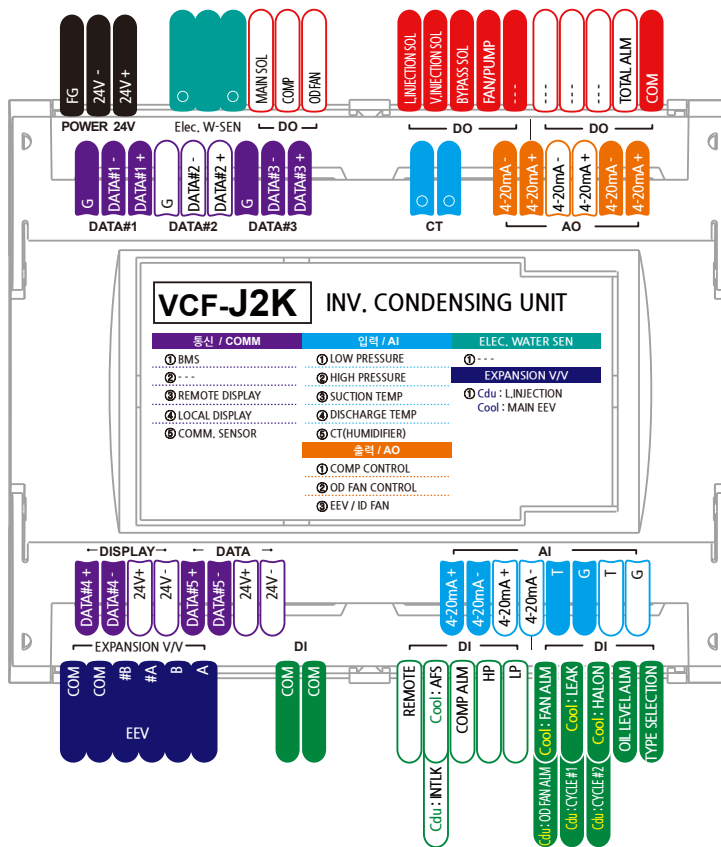 FG
24V -
24V +
MAIN SOL
COMP
OD FAN
L.INJECTION SOL
V.INJECTION SOL
BYPASS SOL
FAN/PUMP
---
---
---
---
TOTAL ALM
COM
POWER 24V
Elec. W-SEN
DO
DO
DO
G
DATA#1 -
DATA#1 +
G
DATA#2 -
DATA#2 +
G
DATA#3 -
DATA#3 +
4-20mA -
4-20mA +
4-20mA -
4-20mA +
4-20mA -
4-20mA +
DATA#1
DATA#2
DATA#3
CT
AO
VCF-J2K
INV. CONDENSING UNIT
통신 / COMM
① BMS
② ---
③ REMOTE DISPLAY
④ LOCAL DISPLAY
⑤ COMM. SENSOR
입력 / AI
① LOW PRESSURE
② HIGH PRESSURE
③ SUCTION TEMP
④ DISCHARGE TEMP
⑤ CT(HUMIDIFIER)
출력 / AO
① COMP CONTROL
② OD FAN CONTROL
③ EEV / ID FAN
ELEC. WATER SEN
① ---
EXPANSION V/V
① Cdu : L.INJECTION
Cool : MAIN EEV
DISPLAY
DATA
AI
DATA#4 +
DATA#4 -
24V+
24V-
DATA#5 +
DATA#5 -
24V+
24V-
4-20mA +
4-20mA -
4-20mA +
4-20mA -
T
G
T
G
EXPANSION V/V
DI
DI
DI
COM
COM
#B
#A
B
A
EEV
COM
COM
REMOTE
Cool : AFS
Cdu : INTLK
COMP ALM
HP
LP
Cool : FAN ALM
Cdu : OD FAN ALM
Cool : LEAK
Cdu : CYCLE #1
Cool : HALON
Cdu : CYCLE #2
OIL LEVEL ALM
TYPE SELECTION